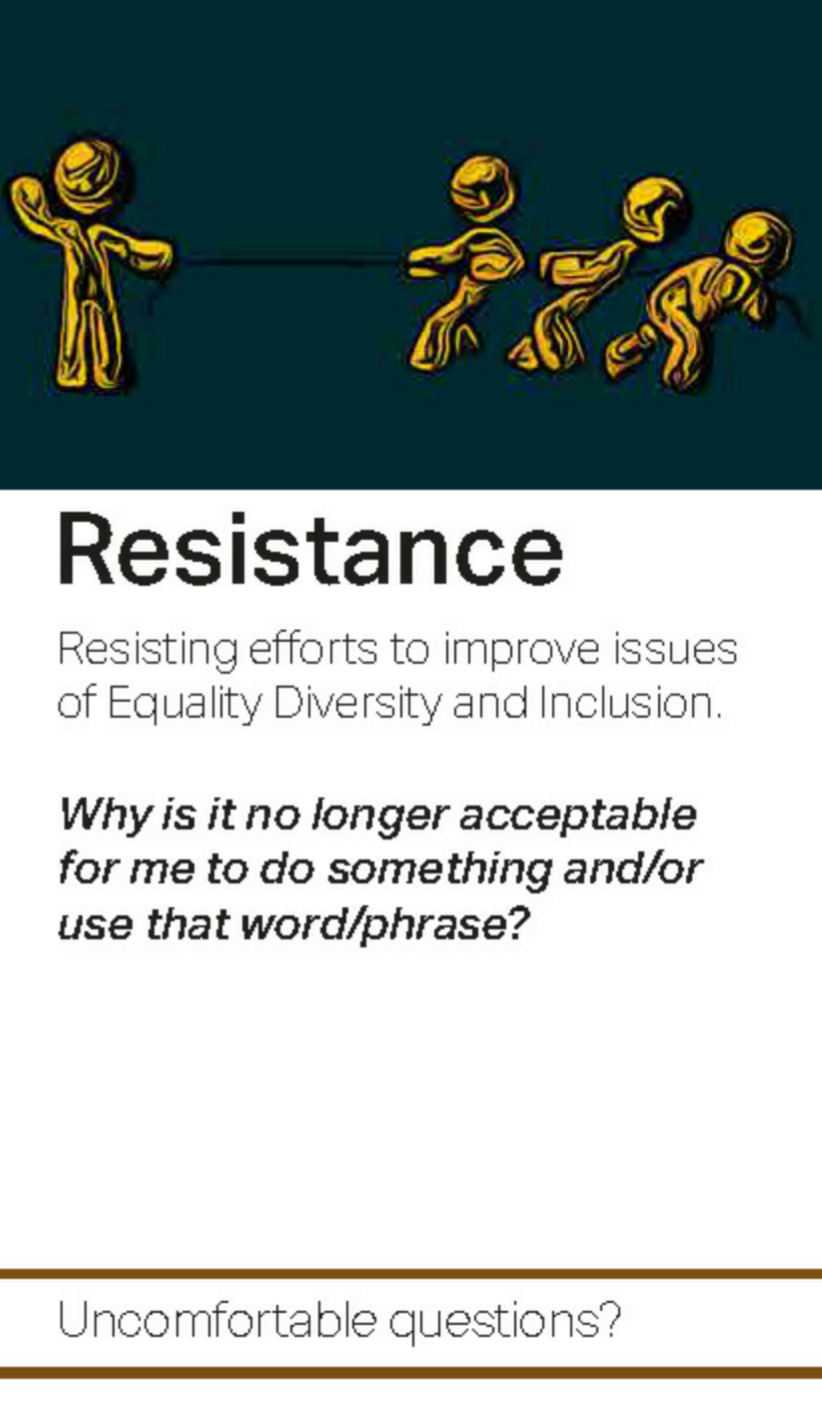 Resistance
Resisting efforts to improve issues
of Equality Diversity and Inclusion.
Why is it no longer acceptable
for me to do something and/or
use that word/phrase?
Uncomfortable questions?